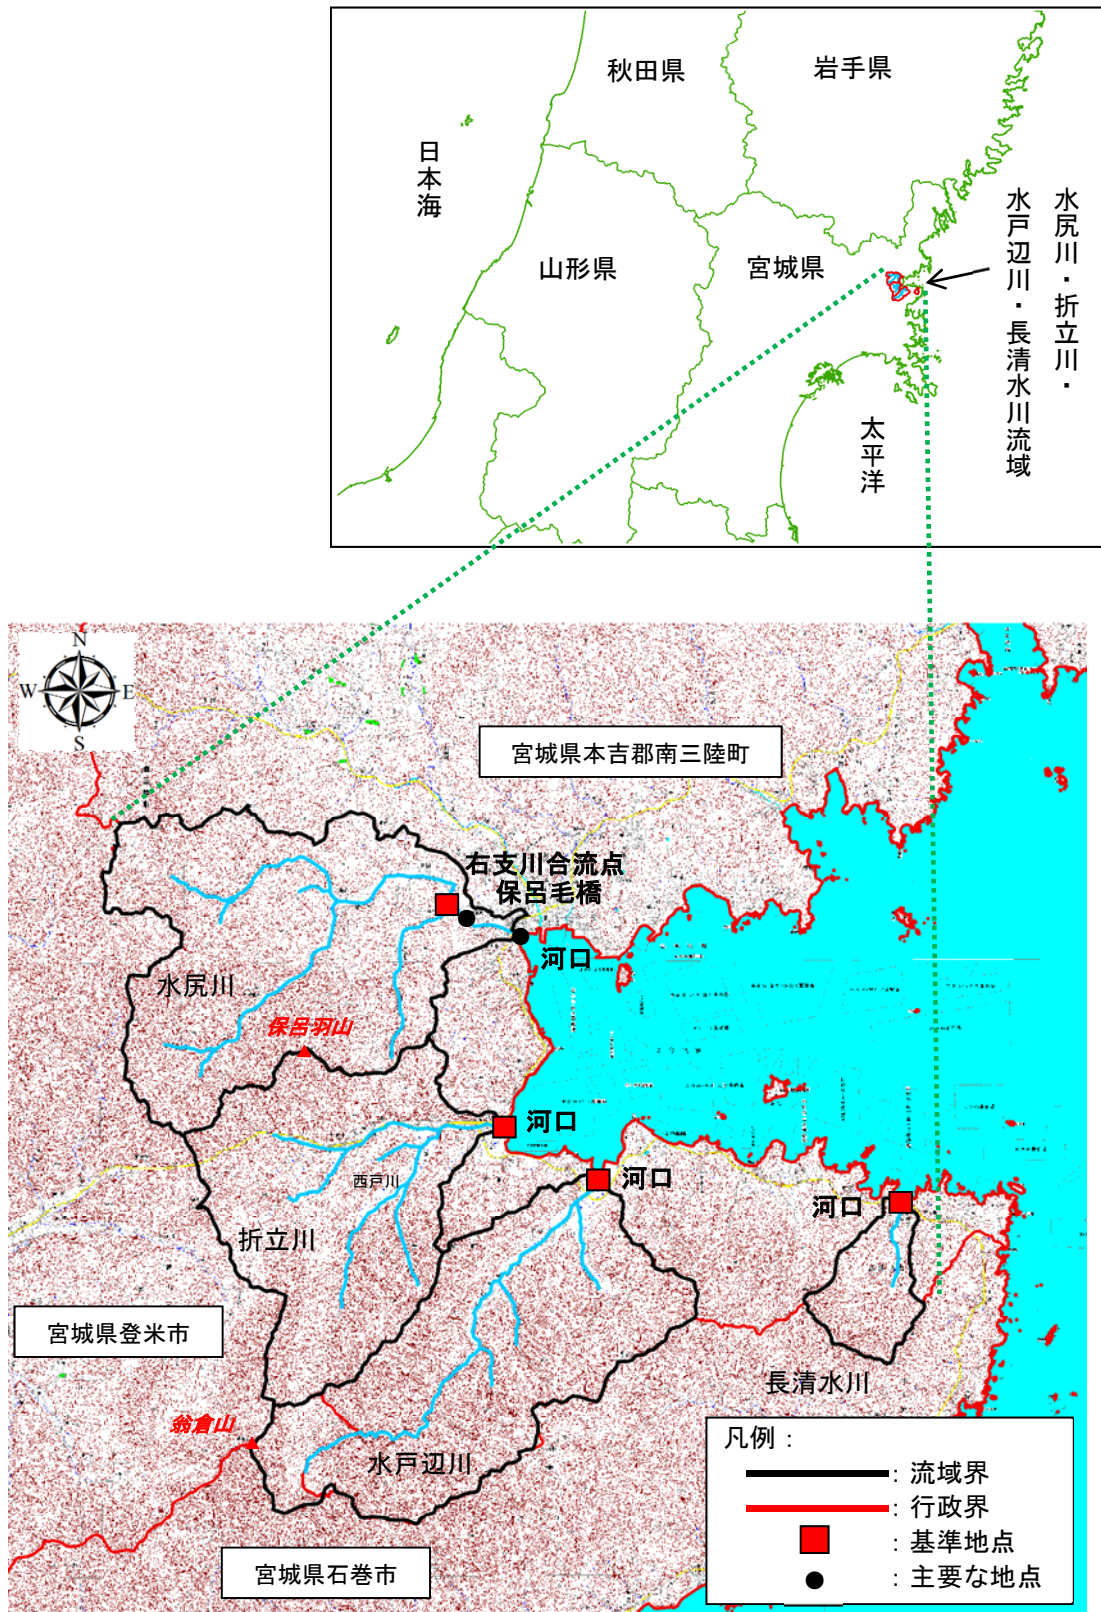 秋田県
岩手県
日本海
山形県
宮城県
水尻川・折立川・
水戸辺川・長清水川流域
太平洋
N
W
E
S
宮城県本吉郡南三陸町
右支川合流点
保呂毛橋
河口
水尻川
保呂羽山
河口
西戸川
河口
河口
折立川
宮城県登米市
長清水川
翁倉山
水戸辺川
宮城県石巻市
凡例：
：流域界
：行政界
：基準地点
：主要な地点